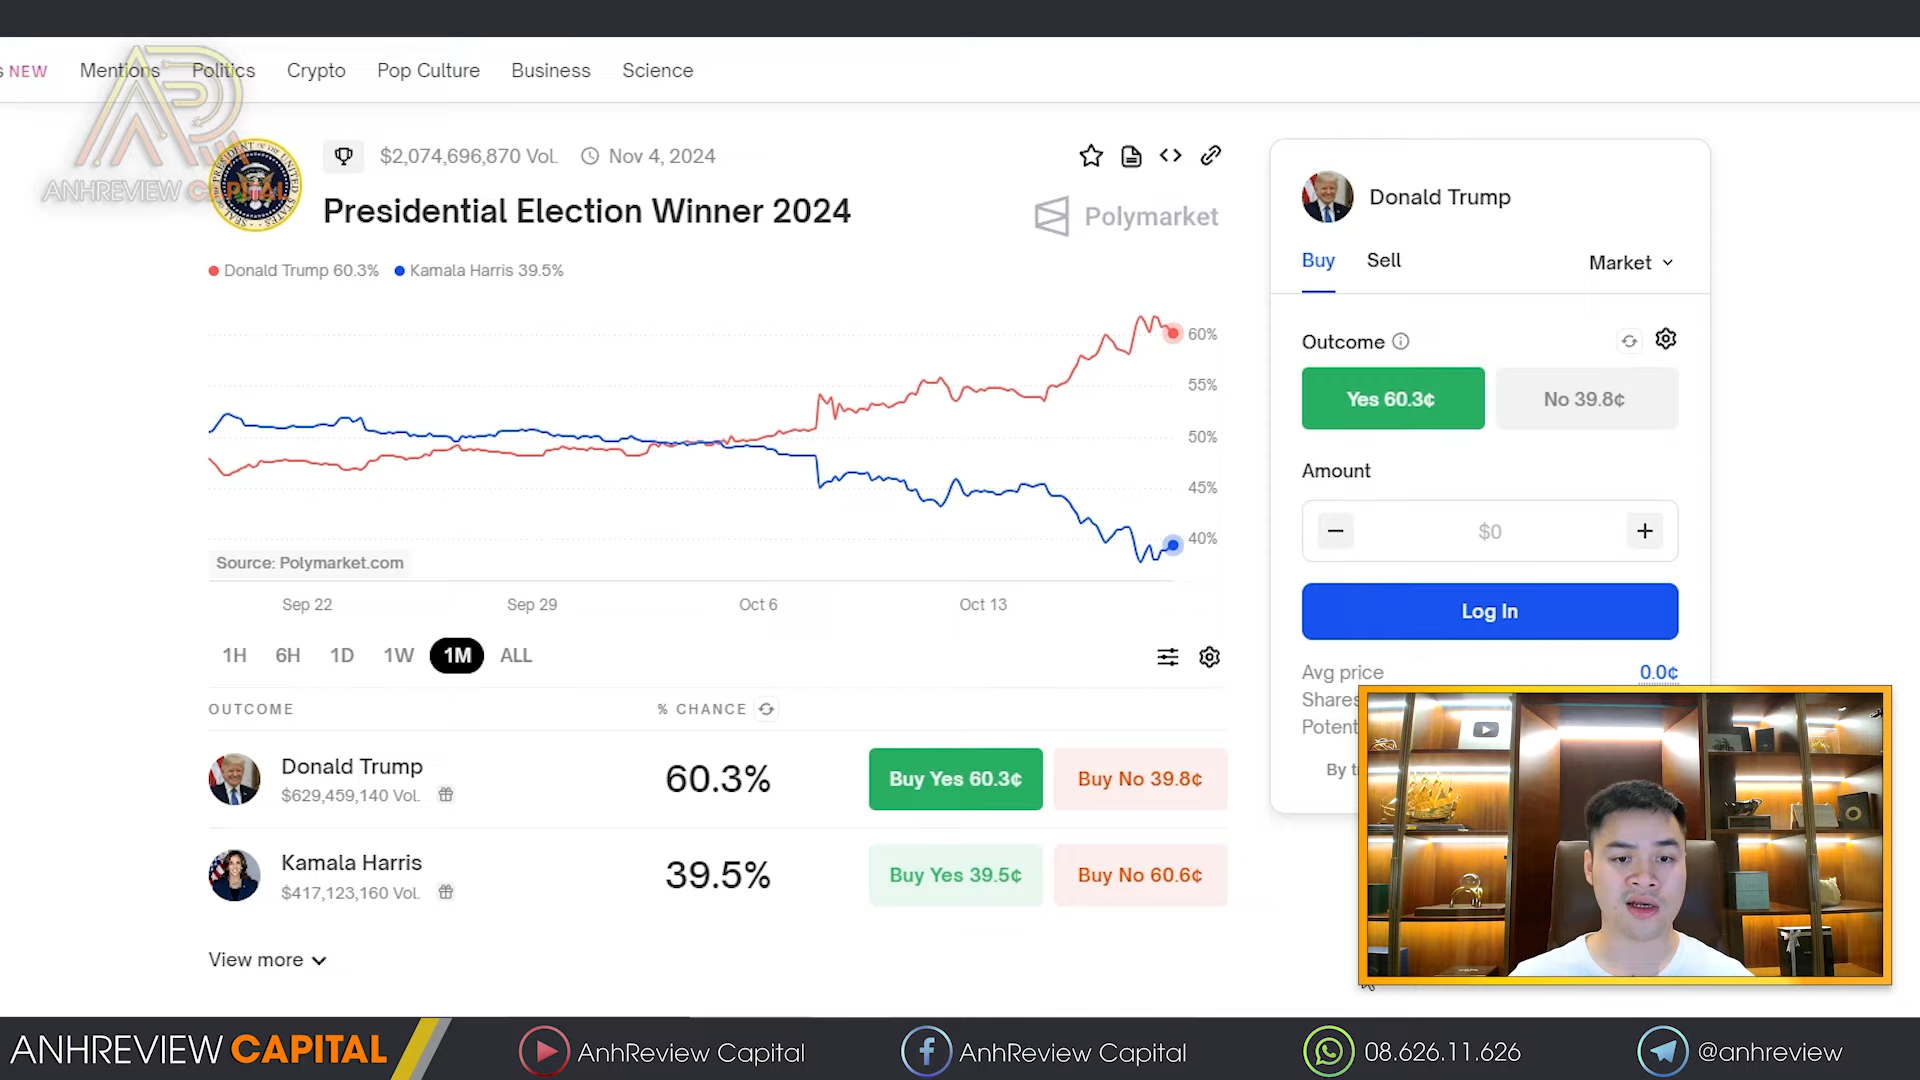 s NEW Mentions Politics Crypto Pop Culture Business Science
ANHREVIEW CAPITAL
$2,074,696,870 Vol. Nov 4, 2024
Presidential Election Winner 2024
Polymarket
Donald Trump 60.3% Kamala Harris 39.5%
60%
55%
50%
45%
40%
Source: Polymarket.com
Sep 22 Sep 29 Oct 6 Oct 13
1H 6H 1D 1W 1M ALL
OUTCOME % CHANCE
Donald Trump
$629,459,140 Vol.
60.3%
Buy Yes 60.3¢ Buy No 39.8¢
Kamala Harris
$417,123,160 Vol.
39.5%
Buy Yes 39.5¢ Buy No 60.6¢
View more
Donald Trump
Buy Sell Market
Outcome
Yes 60.3¢ No 39.8¢
Amount
− $0 +
Log In
Avg price 0.0¢
Shares
Potent
By t
ANHREVIEW CAPITAL AnhReview Capital AnhReview Capital 08.626.11.626 @anhreview